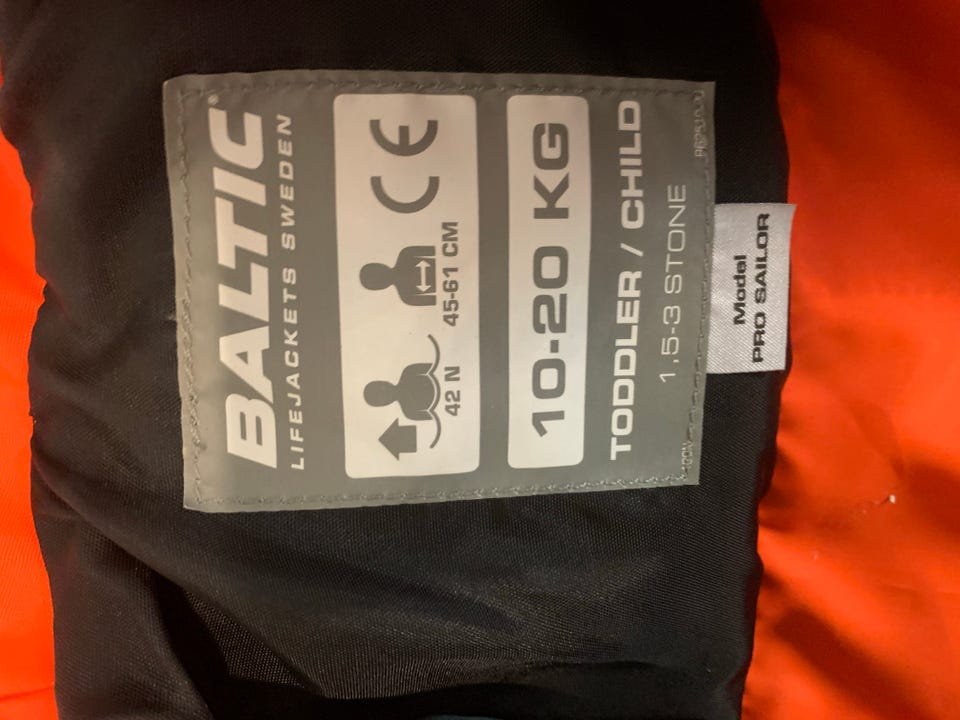 BALTIC®
LIFEJACKETS SWEDEN
42 N
45-61 CM
CE
10-20 KG
TODDLER / CHILD
1,5-3 STONE
Model
PRO SAILOR